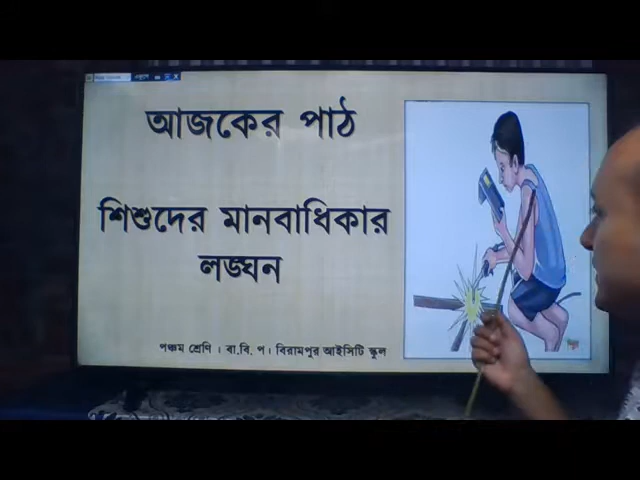 আজকের পাঠ
শিশুদের মানবাধিকার
লঙ্ঘন
পঞ্চম শ্রেণি । বা.বি. প। বিরামপুর আইসিটি স্কুল